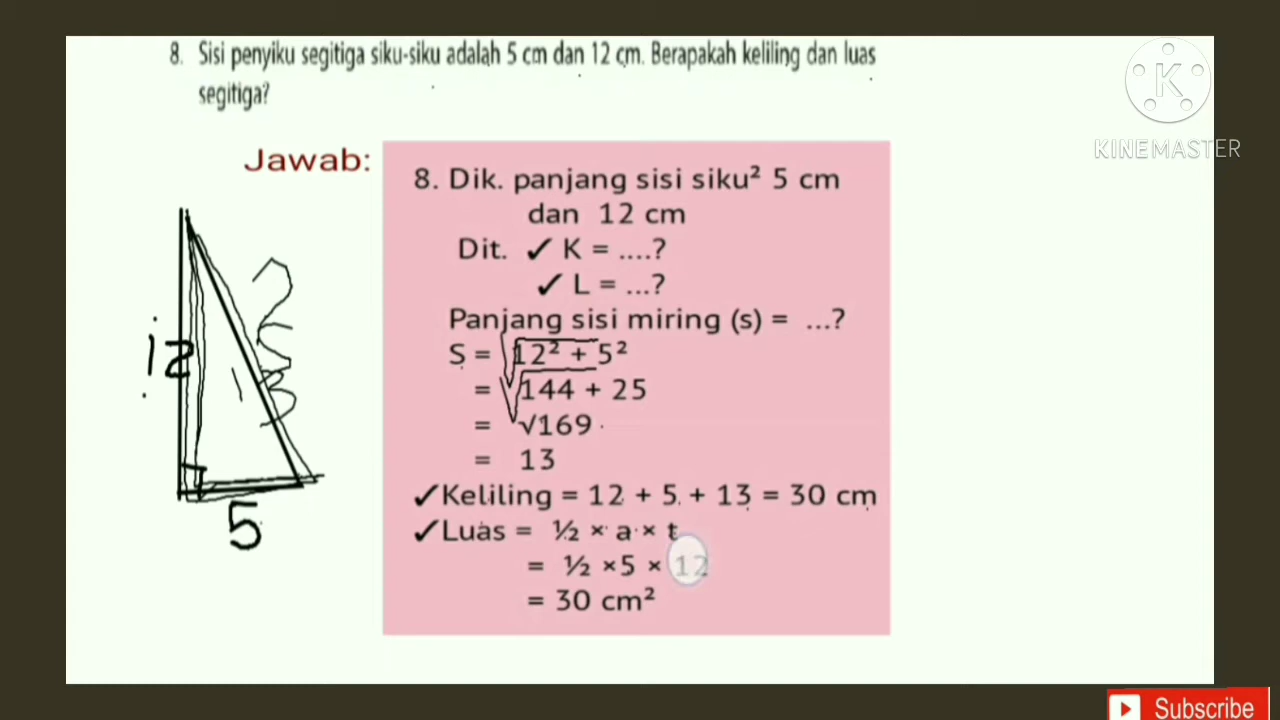 8. Sisi penyiku segitiga siku-siku adalah 5 cm dan 12 cm. Berapakah keliling dan luas
segitiga?
K
KINEMASTER
Jawab:
8. Dik. panjang sisi siku² 5 cm
dan 12 cm
Dit. ✓ K = ....?
✓ L = ...?
Panjang sisi miring (s) = ...?
S = √12² + 5²
= √144 + 25
= √169
= 13
✓Keliling = 12 + 5 + 13 = 30 cm
✓Luas = ½ × a × t
= ½ ×5 × 12
= 30 cm²
12
5
Subscribe